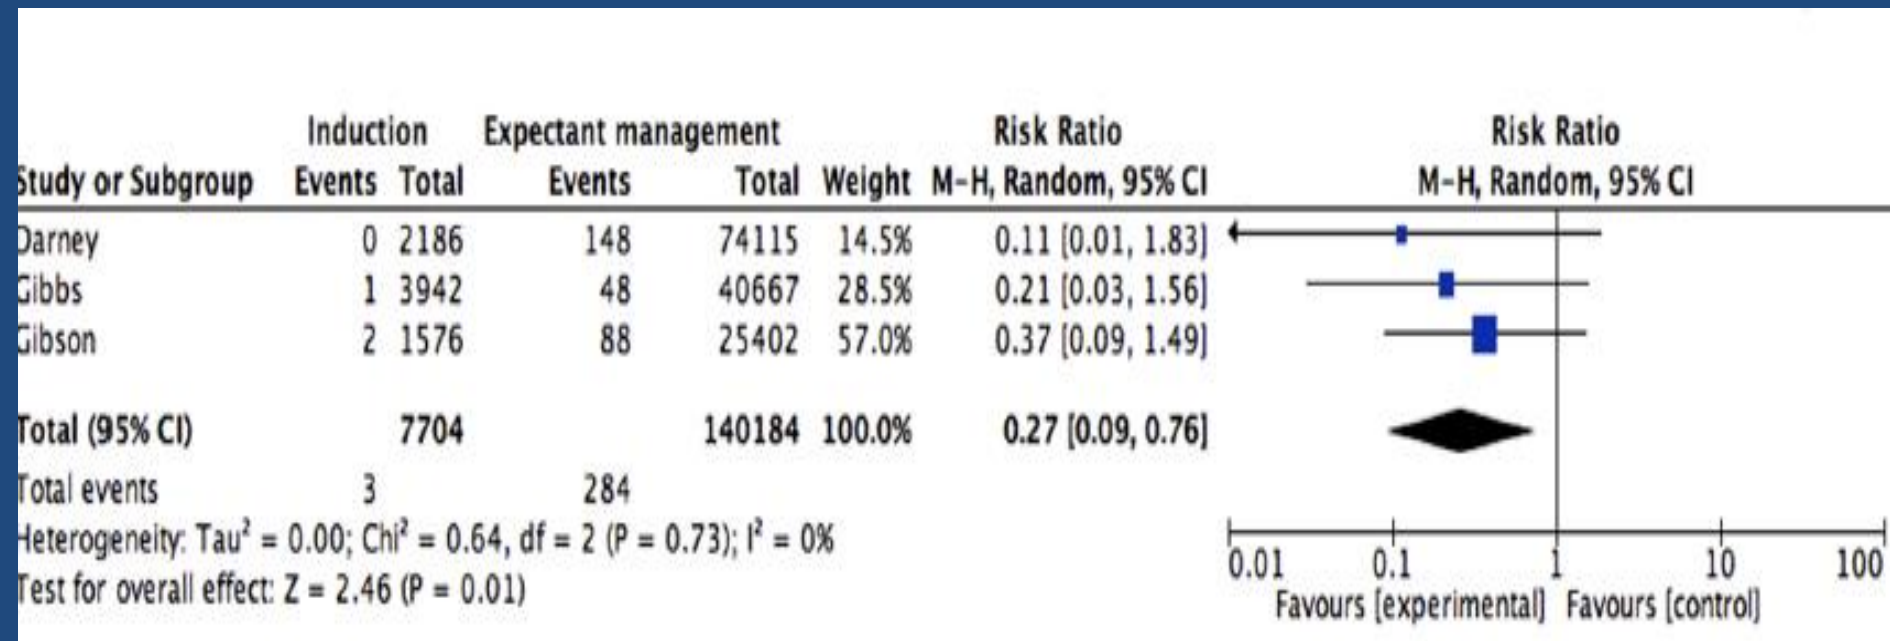 Induction Expectant management Risk Ratio Risk Ratio
Study or Subgroup Events Total Events Total Weight M-H, Random, 95% CI M-H, Random, 95% CI
Darney 0 2186 148 74115 14.5% 0.11 [0.01, 1.83]
Gibbs 1 3942 48 40667 28.5% 0.21 [0.03, 1.56]
Gibson 2 1576 88 25402 57.0% 0.37 [0.09, 1.49]
Total (95% CI) 7704 140184 100.0% 0.27 [0.09, 0.76]
Total events 3 284
Heterogeneity: Tau² = 0.00; Chi² = 0.64, df = 2 (P = 0.73); I² = 0%
Test for overall effect: Z = 2.46 (P = 0.01)
0.01 0.1 1 10 100
Favours [experimental] Favours [control]